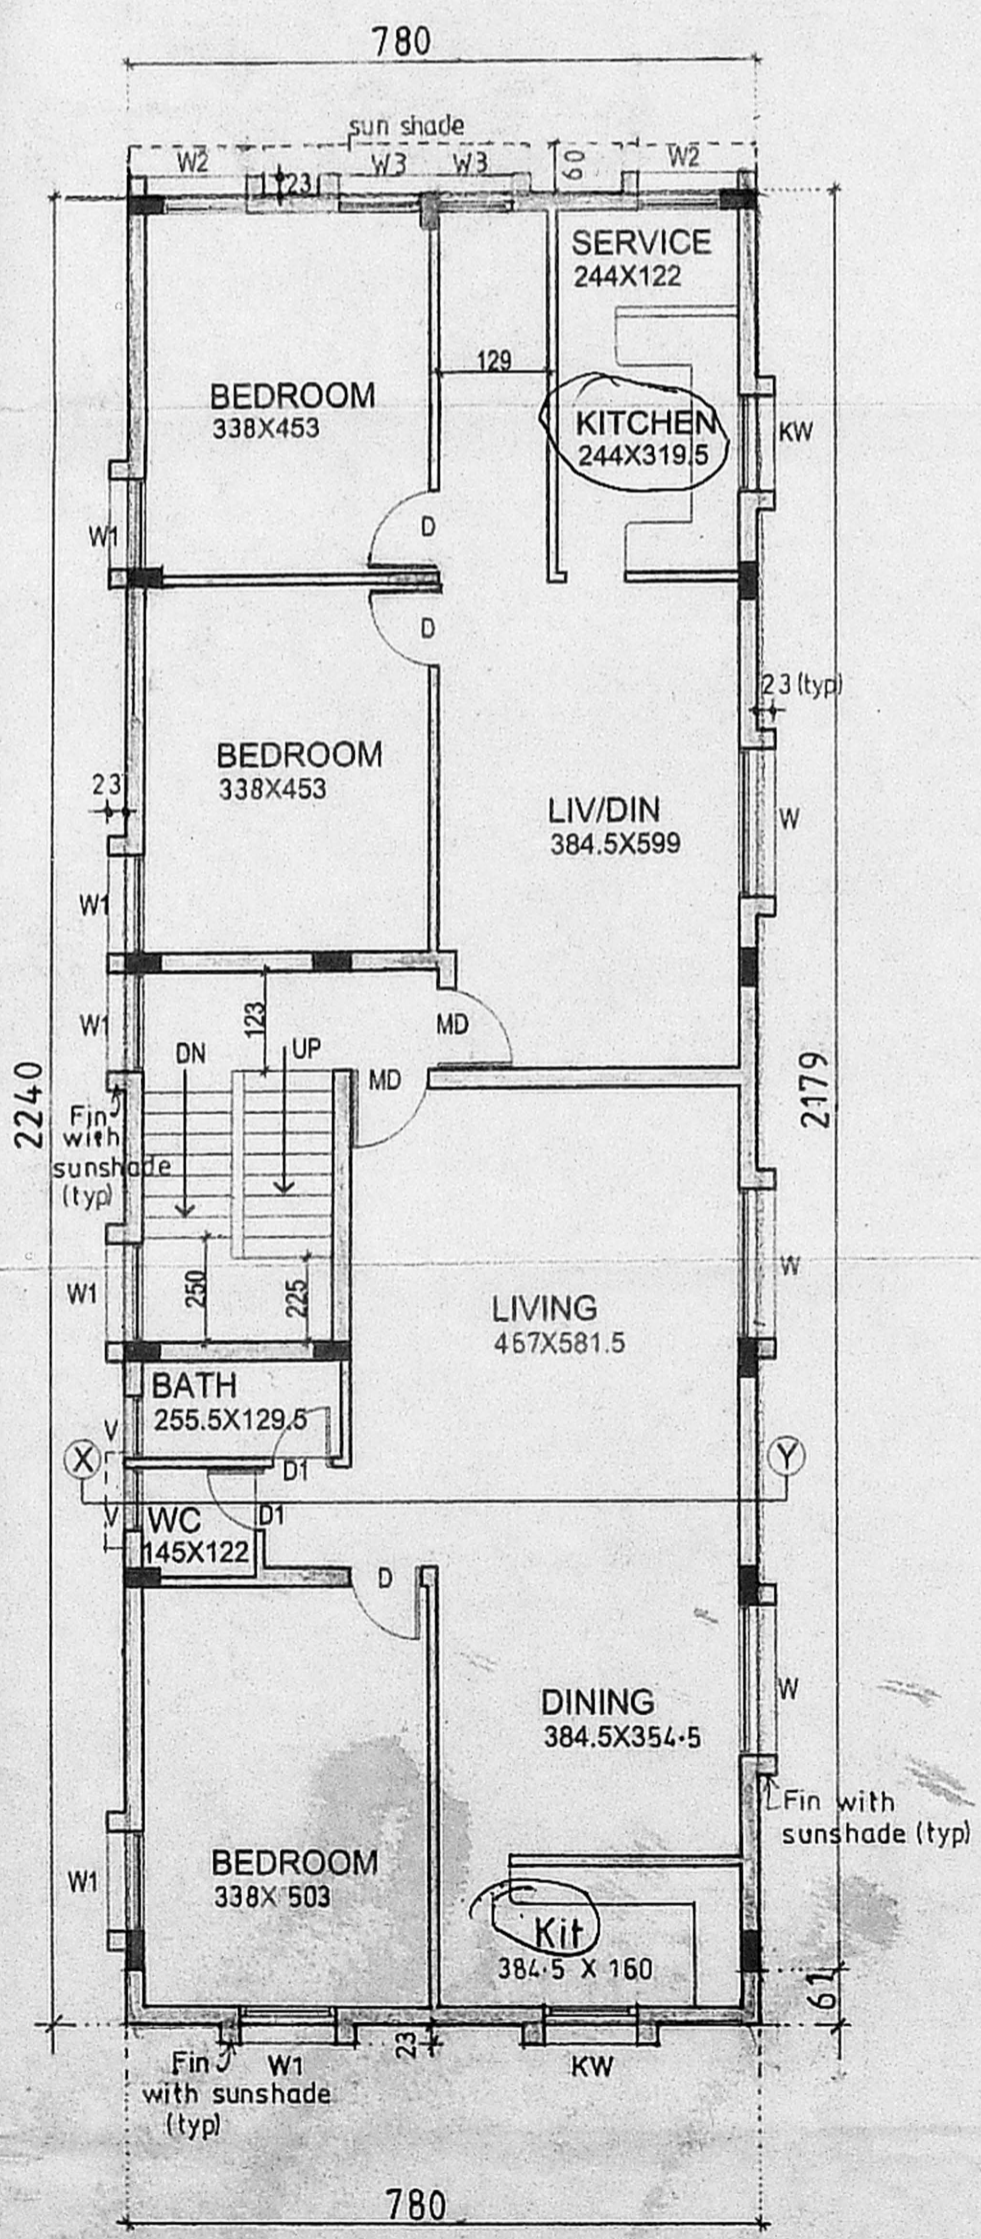 780
sun shade
W2
23
W3
W3
60
W2
SERVICE
244X122
129
BEDROOM
338X453
KITCHEN
244X319.5
KW
W1
D
D
23(typ)
BEDROOM
338X453
23
LIV/DIN
384.5X599
W
W1
W1
123
MD
DN
UP
MD
2240
2179
Fin
with
sunshade
(typ)
W1
250
225
W
LIVING
467X581.5
BATH
255.5X129.5
V
X
Y
D1
V
WC
145X122
D1
D
DINING
384.5X354.5
W
Fin with
sunshade (typ)
BEDROOM
338X 503
W1
Kit
384.5 X 160
61
23
Fin
W1
with sunshade
(typ)
KW
780